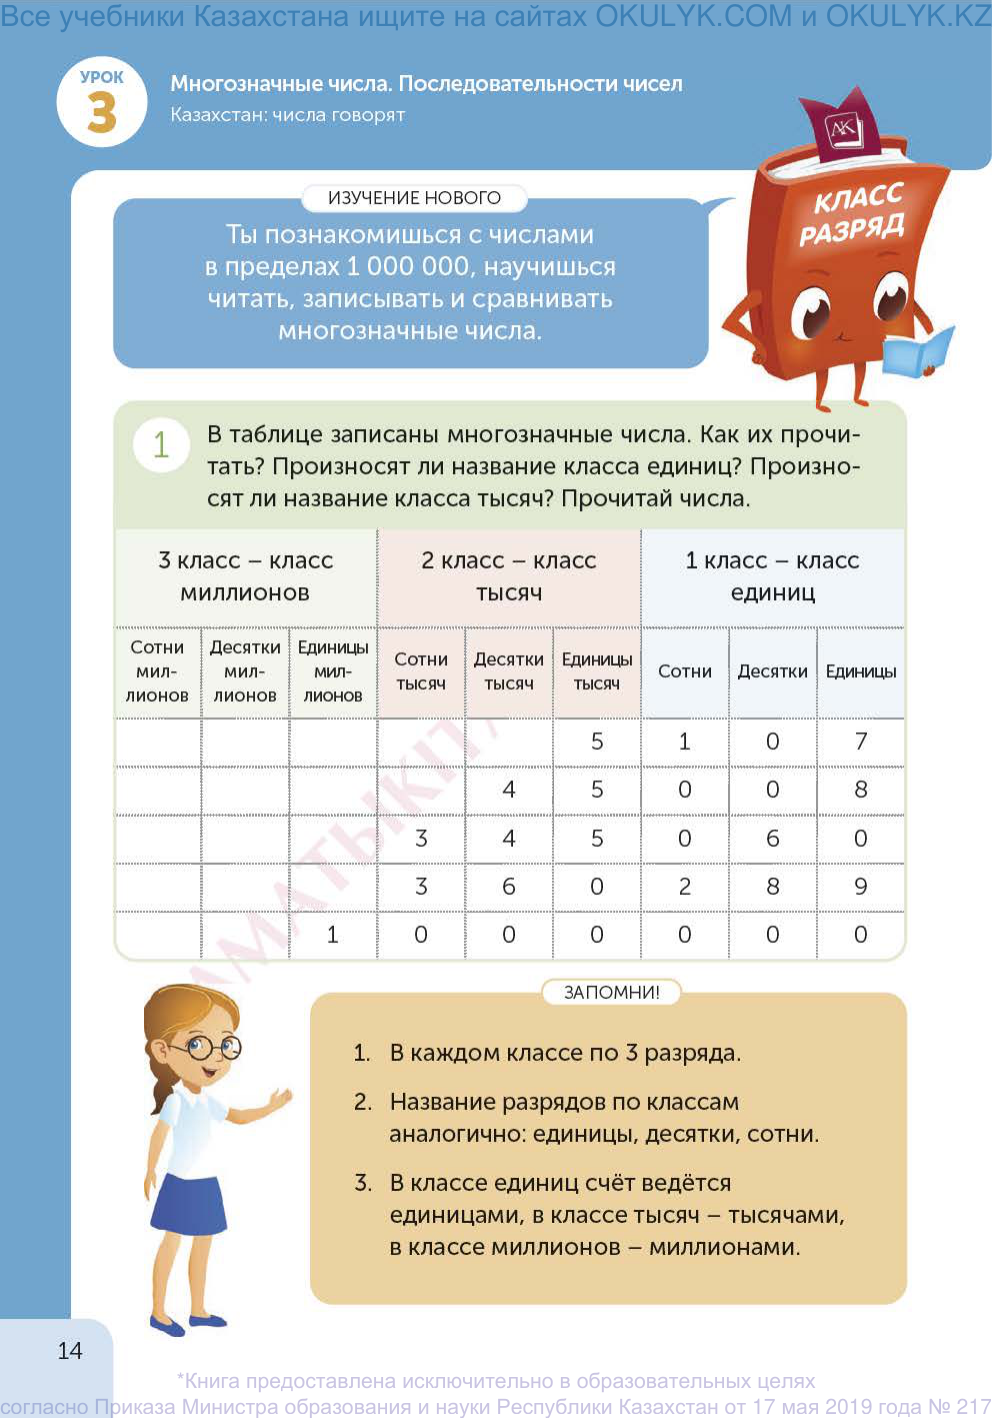 Все учебники Казахстана ищите на сайтах OKULYK.COM и OKULYK.KZ
УРОК
3
Многозначные числа. Последовательности чисел
Казахстан: числа говорят
АК
КЛАСС
РАЗРЯД
ИЗУЧЕНИЕ НОВОГО
Ты познакомишься с числами
в пределах 1 000 000, научишься
читать, записывать и сравнивать
многозначные числа.
1
В таблице записаны многозначные числа. Как их прочи-
тать? Произносят ли название класса единиц? Произно-
сят ли название класса тысяч? Прочитай числа.
3 класс – класс
миллионов
2 класс – класс
тысяч
1 класс – класс
единиц
Сотни
мил-
лионов
Десятки
мил-
лионов
Единицы
мил-
лионов
Сотни
тысяч
Десятки
тысяч
Единицы
тысяч
Сотни
Десятки
Единицы
5 1 0 7
4 5 0 0 8
3 4 5 0 6 0
3 6 0 2 8 9
1 0 0 0 0 0 0
АМАТЫКІТАП
ЗАПОМНИ!
1. В каждом классе по 3 разряда.
2. Название разрядов по классам
аналогично: единицы, десятки, сотни.
3. В классе единиц счёт ведётся
единицами, в классе тысяч – тысячами,
в классе миллионов – миллионами.
14
*Книга предоставлена исключительно в образовательных целях
согласно Приказа Министра образования и науки Республики Казахстан от 17 мая 2019 года № 217